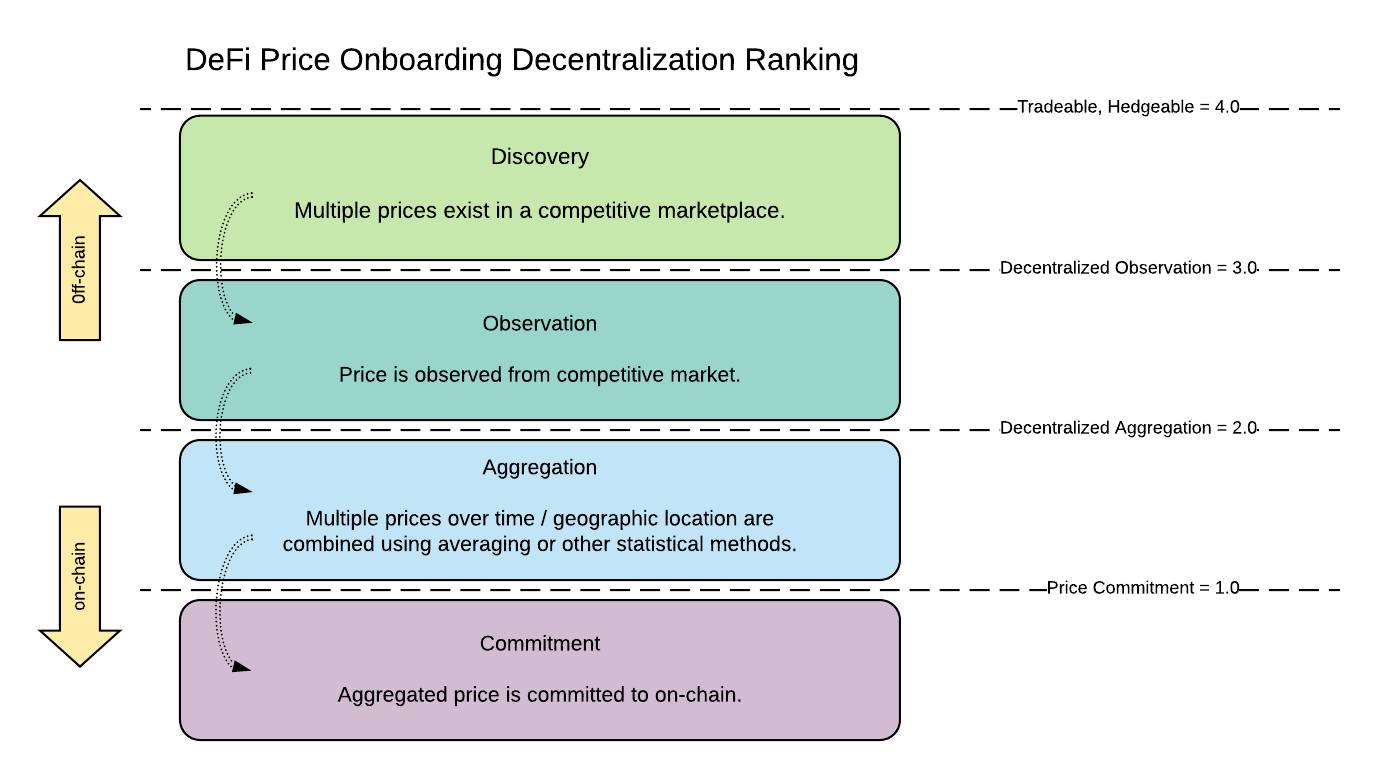 DeFi Price Onboarding Decentralization Ranking
Tradeable, Hedgeable = 4.0
Discovery
Multiple prices exist in a competitive marketplace.
0ff-chain
Decentralized Observation = 3.0
Observation
Price is observed from competitive market.
Decentralized Aggregation = 2.0
Aggregation
Multiple prices over time / geographic location are
combined using averaging or other statistical methods.
on-chain
Price Commitment = 1.0
Commitment
Aggregated price is committed to on-chain.